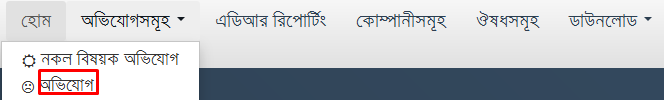 হোম অভিযোগসমূহ এডিআর রিপোর্টিং কোম্পানীসমূহ ঔষধসমূহ ডাউনলোড
নকল বিষয়ক অভিযোগ
অভিযোগ